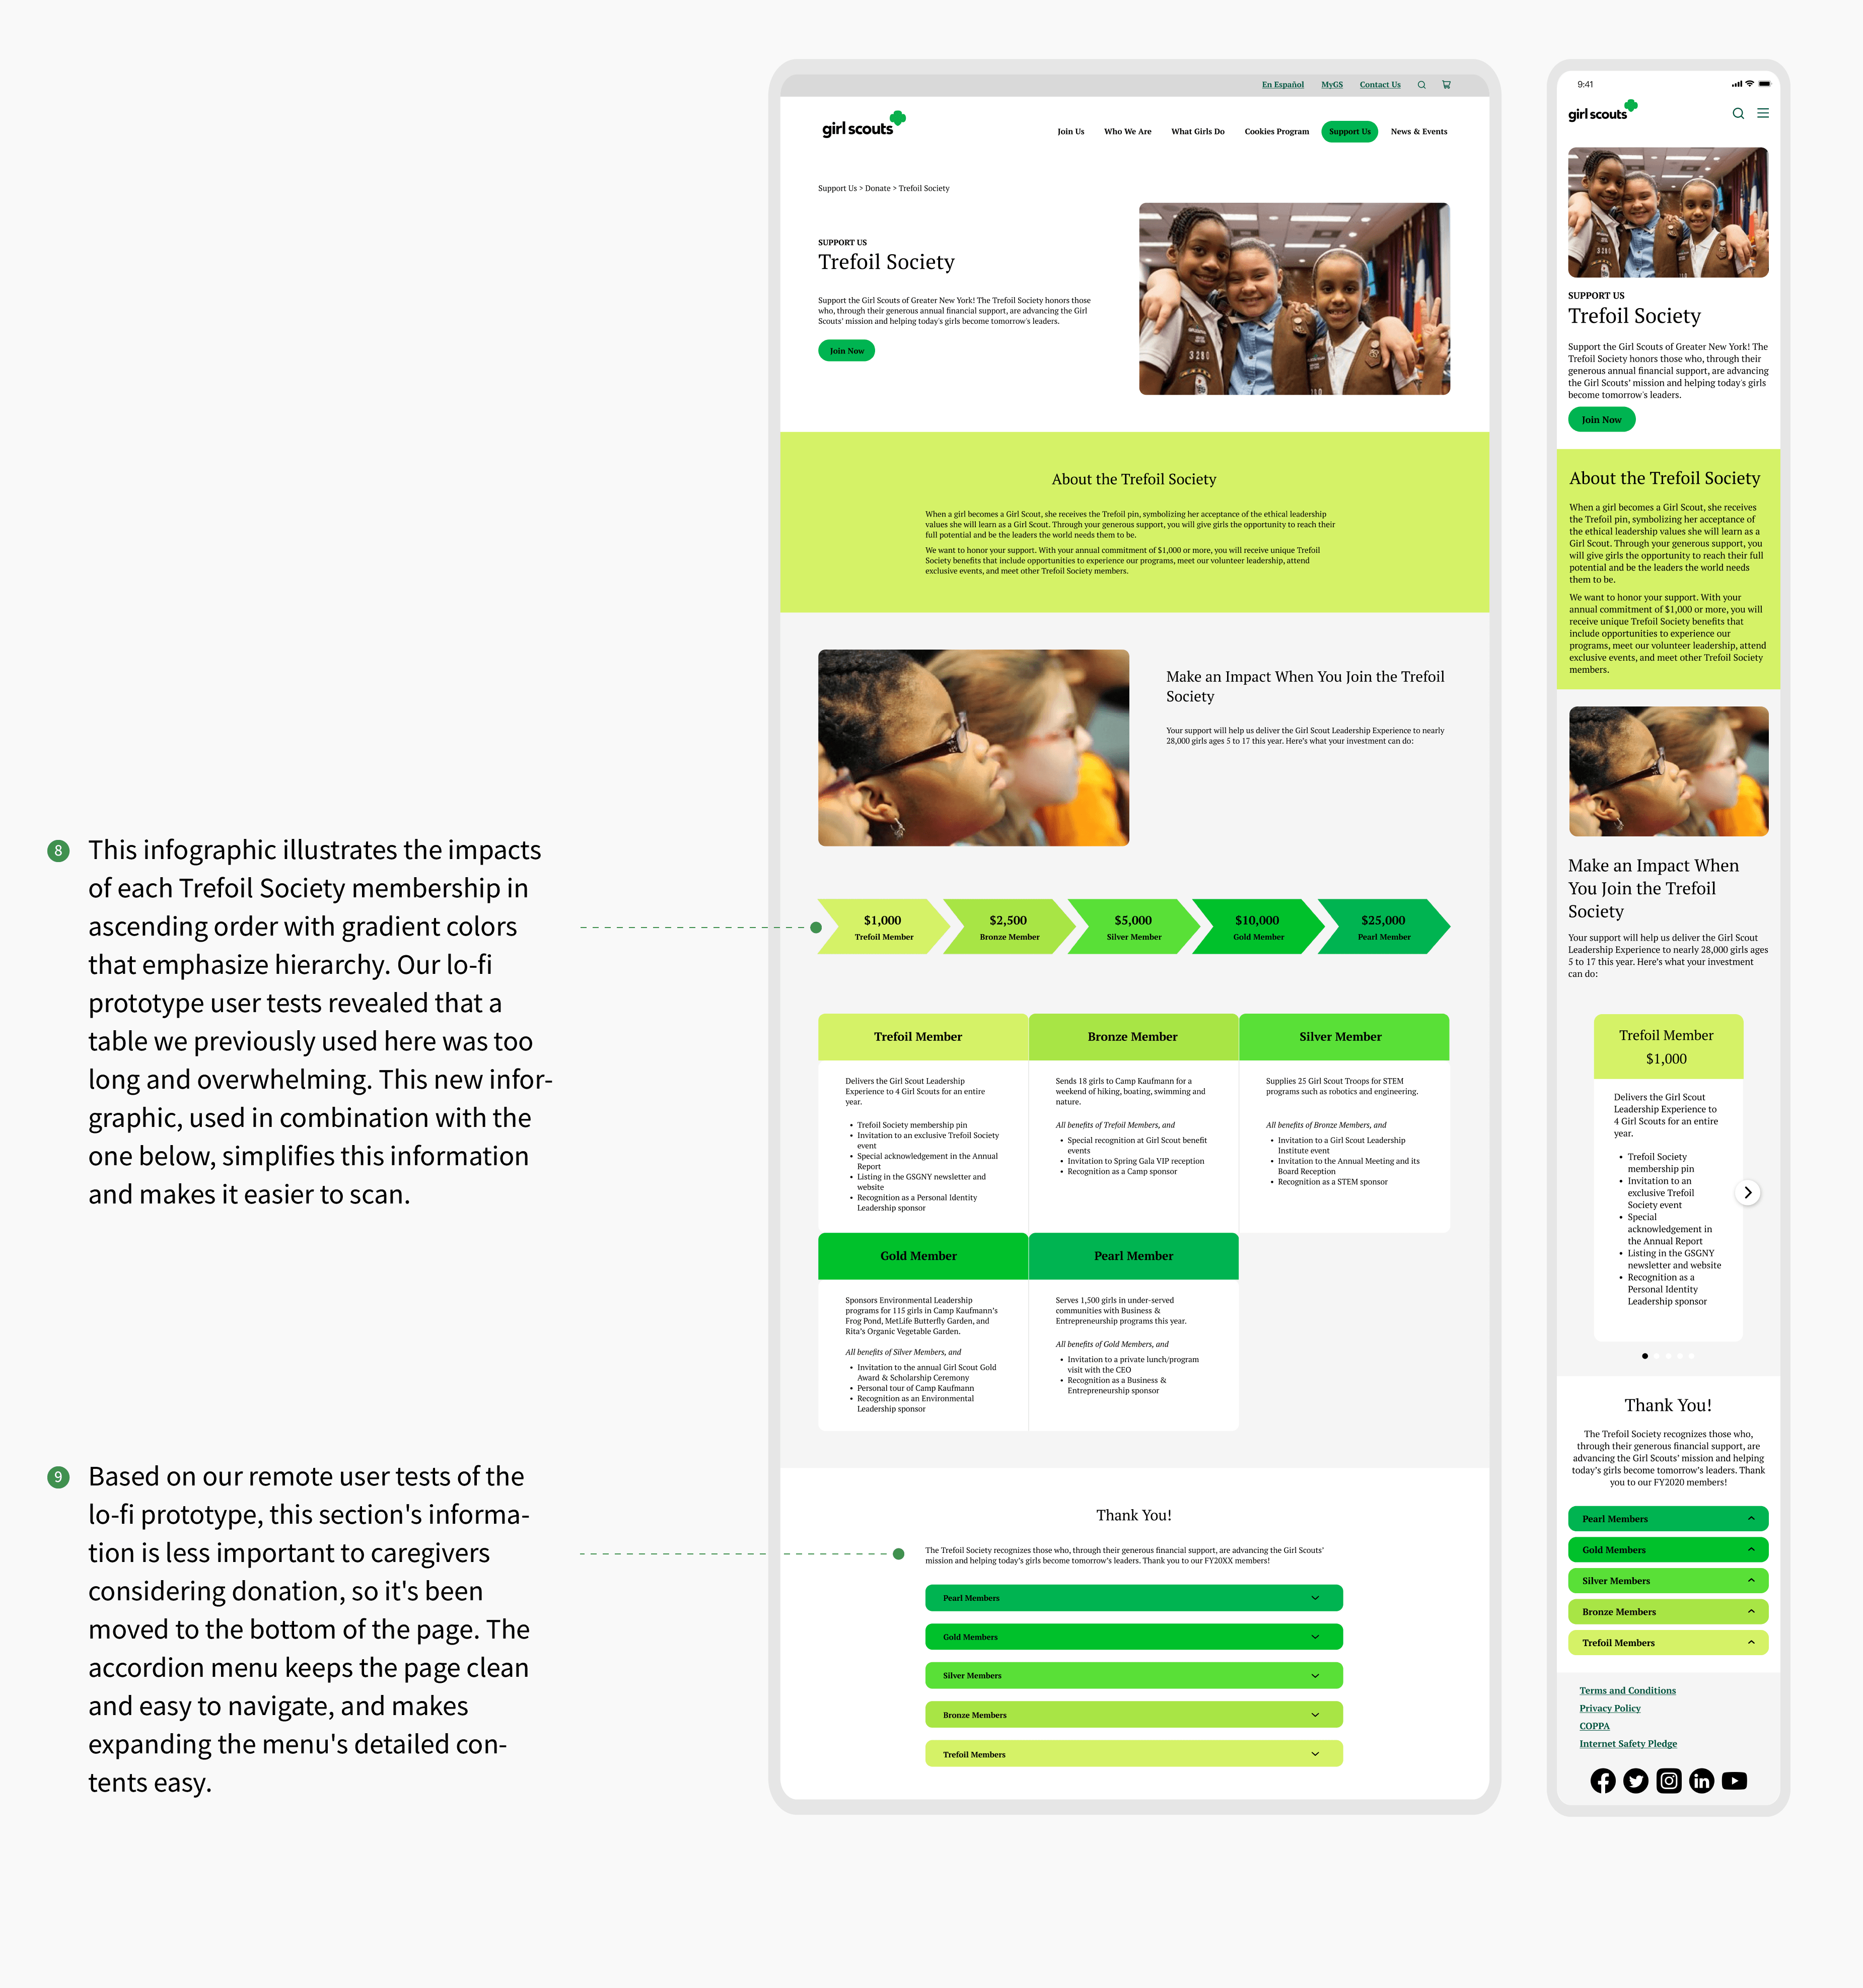 8
This infographic illustrates the impacts
of each Trefoil Society membership in
ascending order with gradient colors
that emphasize hierarchy. Our lo-fi
prototype user tests revealed that a
table we previously used here was too
long and overwhelming. This new infor-
graphic, used in combination with the
one below, simplifies this information
and makes it easier to scan.
9
Based on our remote user tests of the
lo-fi prototype, this section's informa-
tion is less important to caregivers
considering donation, so it's been
moved to the bottom of the page. The
accordion menu keeps the page clean
and easy to navigate, and makes
expanding the menu's detailed con-
tents easy.
En Español MyGS Contact Us
girl scouts
Join Us Who We Are What Girls Do Cookies Program Support Us News & Events
Support Us > Donate > Trefoil Society
SUPPORT US
Trefoil Society
Support the Girl Scouts of Greater New York! The Trefoil Society honors those
who, through their generous annual financial support, are advancing the Girl
Scouts' mission and helping today's girls become tomorrow's leaders.
Join Now
3280
About the Trefoil Society
When a girl becomes a Girl Scout, she receives the Trefoil pin, symbolizing her acceptance of the ethical leadership
values she will learn as a Girl Scout. Through your generous support, you will give girls the opportunity to reach their
full potential and be the leaders the world needs them to be.
We want to honor your support. With your annual commitment of $1,000 or more, you will receive unique Trefoil
Society benefits that include opportunities to experience our programs, meet our volunteer leadership, attend
exclusive events, and meet other Trefoil Society members.
Make an Impact When You Join the Trefoil
Society
Your support will help us deliver the Girl Scout Leadership Experience to nearly
28,000 girls ages 5 to 17 this year. Here's what your investment can do:
$1,000
Trefoil Member
$2,500
Bronze Member
$5,000
Silver Member
$10,000
Gold Member
$25,000
Pearl Member
Trefoil Member
Delivers the Girl Scout Leadership
Experience to 4 Girl Scouts for an entire
year.
• Trefoil Society membership pin
• Invitation to an exclusive Trefoil Society
event
• Special acknowledgement in the Annual
Report
• Listing in the GSGNY newsletter and
website
• Recognition as a Personal Identity
Leadership sponsor
Bronze Member
Sends 18 girls to Camp Kaufmann for a
weekend of hiking, boating, swimming and
nature.
All benefits of Trefoil Members, and
• Special recognition at Girl Scout benefit
events
• Invitation to Spring Gala VIP reception
• Recognition as a Camp sponsor
Silver Member
Supplies 25 Girl Scout Troops for STEM
programs such as robotics and engineering.
All benefits of Bronze Members, and
• Invitation to a Girl Scout Leadership
Institute event
• Invitation to the Annual Meeting and its
Board Reception
• Recognition as a STEM sponsor
Gold Member
Sponsors Environmental Leadership
programs for 115 girls in Camp Kaufmann's
Frog Pond, MetLife Butterfly Garden, and
Rita's Organic Vegetable Garden.
All benefits of Silver Members, and
• Invitation to the annual Girl Scout Gold
Award & Scholarship Ceremony
• Personal tour of Camp Kaufmann
• Recognition as an Environmental
Leadership sponsor
Pearl Member
Serves 1,500 girls in under-served
communities with Business &
Entrepreneurship programs this year.
All benefits of Gold Members, and
• Invitation to a private lunch/program
visit with the CEO
• Recognition as a Business &
Entrepreneurship sponsor
Thank You!
The Trefoil Society recognizes those who, through their generous financial support, are advancing the Girl Scouts'
mission and helping today's girls become tomorrow's leaders. Thank you to our FY20XX members!
Pearl Members
Gold Members
Silver Members
Bronze Members
Trefoil Members
9:41
girl scouts
SUPPORT US
Trefoil Society
Support the Girl Scouts of Greater New York! The
Trefoil Society honors those who, through their
generous annual financial support, are advancing
the Girl Scouts' mission and helping today's girls
become tomorrow's leaders.
Join Now
About the Trefoil Society
When a girl becomes a Girl Scout, she receives
the Trefoil pin, symbolizing her acceptance of
the ethical leadership values she will learn as a
Girl Scout. Through your generous support, you
will give girls the opportunity to reach their full
potential and be the leaders the world needs
them to be.
We want to honor your support. With your
annual commitment of $1,000 or more, you will
receive unique Trefoil Society benefits that
include opportunities to experience our
programs, meet our volunteer leadership, attend
exclusive events, and meet other Trefoil Society
members.
Make an Impact When
You Join the Trefoil
Society
Your support will help us deliver the Girl Scout
Leadership Experience to nearly 28,000 girls ages
5 to 17 this year. Here's what your investment
can do:
Trefoil Member
$1,000
Delivers the Girl Scout
Leadership Experience to
4 Girl Scouts for an entire
year.
• Trefoil Society
membership pin
• Invitation to an
exclusive Trefoil
Society event
• Special
acknowledgement in
the Annual Report
• Listing in the GSGNY
newsletter and website
• Recognition as a
Personal Identity
Leadership sponsor
Thank You!
The Trefoil Society recognizes those who,
through their generous financial support, are
advancing the Girl Scouts' mission and helping
today's girls become tomorrow's leaders. Thank
you to our FY2020 members!
Pearl Members
Gold Members
Silver Members
Bronze Members
Trefoil Members
Terms and Conditions
Privacy Policy
COPPA
Internet Safety Pledge